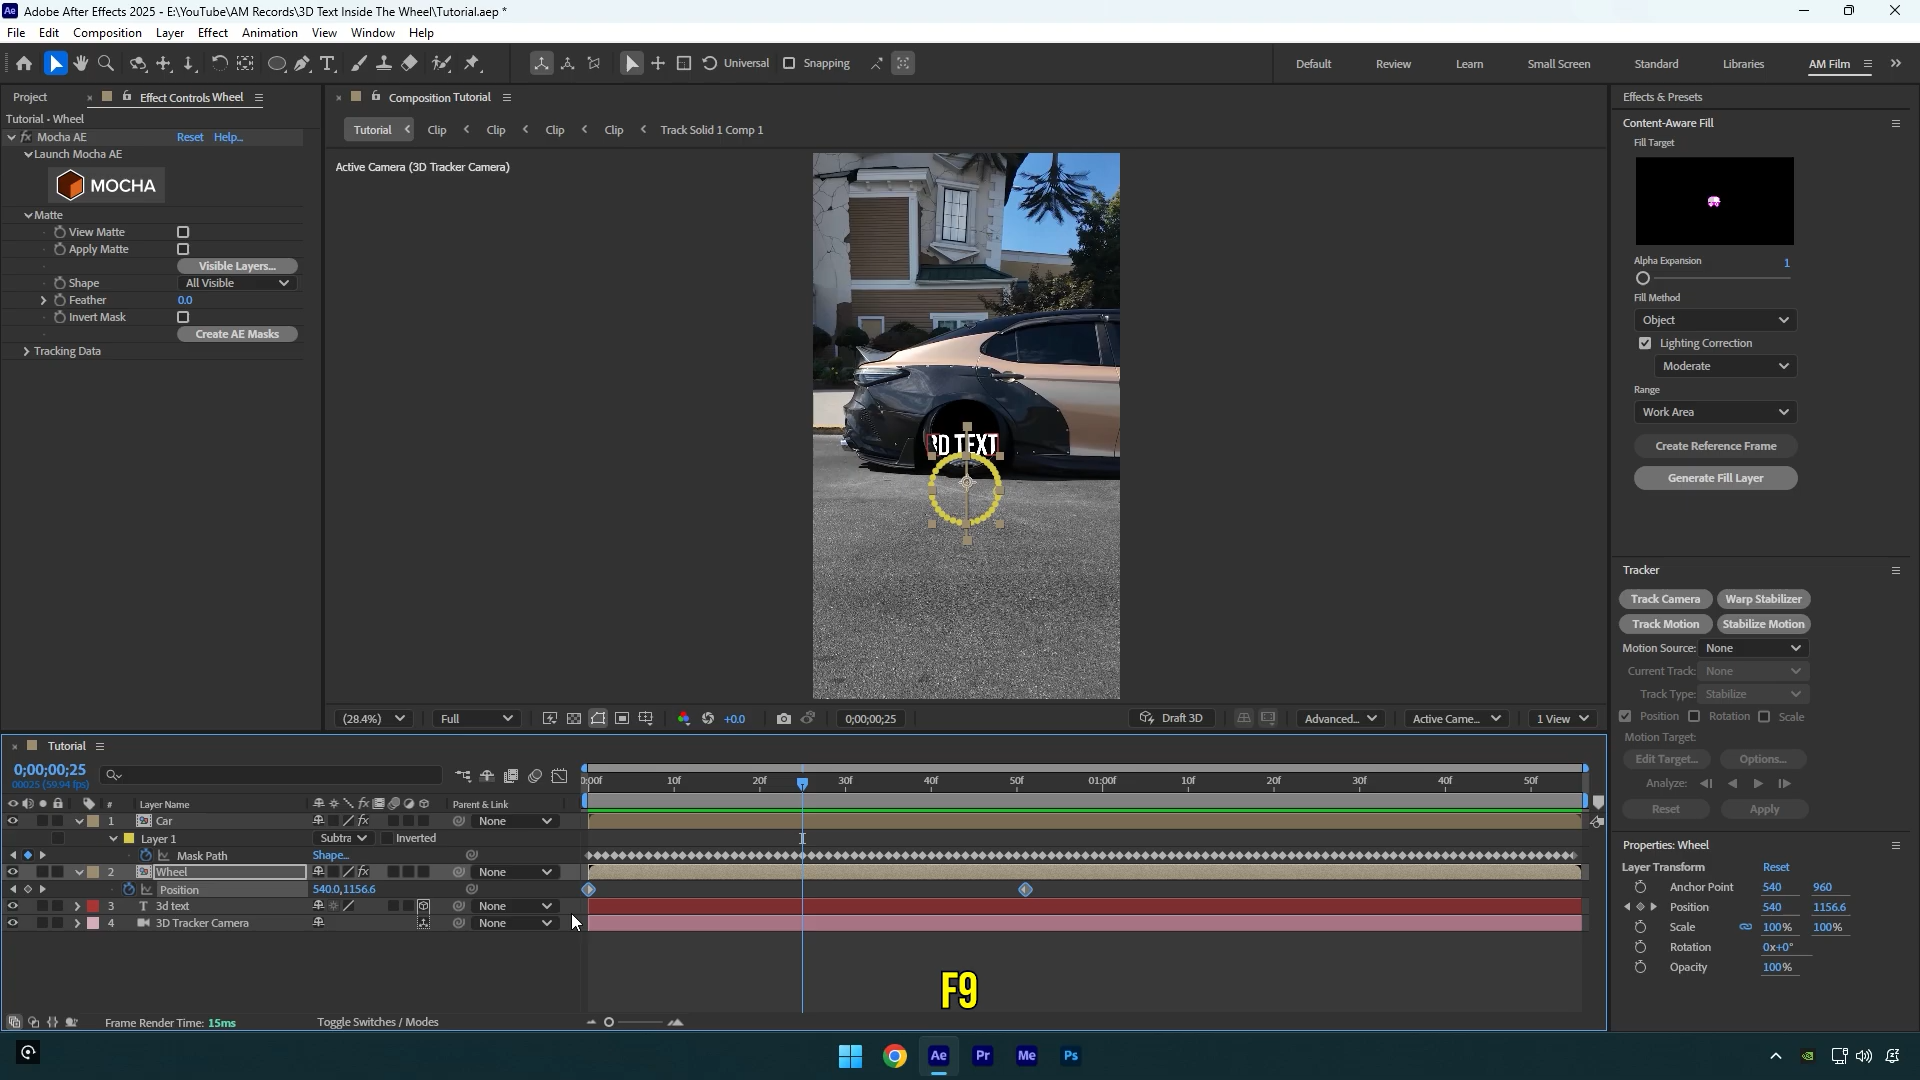 Adobe After Effects 2025 - E:\YouTube\AM Records\3D Text Inside The Wheel\Tutorial.aep *
File Edit Composition Layer Effect Animation View Window Help
Universal Snapping Default Review Learn Small Screen Standard Libraries AM Film
Project Effect Controls Wheel
Tutorial • Wheel
Mocha AE Reset Help...
Launch Mocha AE
MOCHA
Matte
View Matte
Apply Matte
Visible Layers...
Shape All Visible
Feather 0.0
Invert Mask
Create AE Masks
Tracking Data
Composition Tutorial
Tutorial Clip Clip Clip Clip Track Solid 1 Comp 1
Active Camera (3D Tracker Camera)
3D TEXT
(28.4%) Full +0.0 0;00;00;25 Draft 3D Advanced... Active Came... 1 View
Effects & Presets
Content-Aware Fill
Fill Target
Alpha Expansion 1
Fill Method
Object
Lighting Correction
Moderate
Range
Work Area
Create Reference Frame
Generate Fill Layer
Tracker
Track Camera Warp Stabilizer
Track Motion Stabilize Motion
Motion Source: None
Current Track: None
Track Type: Stabilize
Position Rotation Scale
Motion Target:
Edit Target... Options...
Analyze:
Reset Apply
Properties: Wheel
Layer Transform Reset
Anchor Point 540 960
Position 540 1156.6
Scale 100% 100%
Rotation 0x+0°
Opacity 100%
Tutorial
0;00;00;25
00025 (59.94 fps)
0:00f 10f 20f 30f 40f 50f 01:00f 10f 20f 30f 40f 50f
# Layer Name fx Parent & Link
1 Car fx None
Layer 1 Subtra Inverted
Mask Path Shape...
2 Wheel fx None
Position 540.0,1156.6
3 T 3d text None
4 3D Tracker Camera None
F9
Frame Render Time: 15ms Toggle Switches / Modes
Ae Pr Me Ps